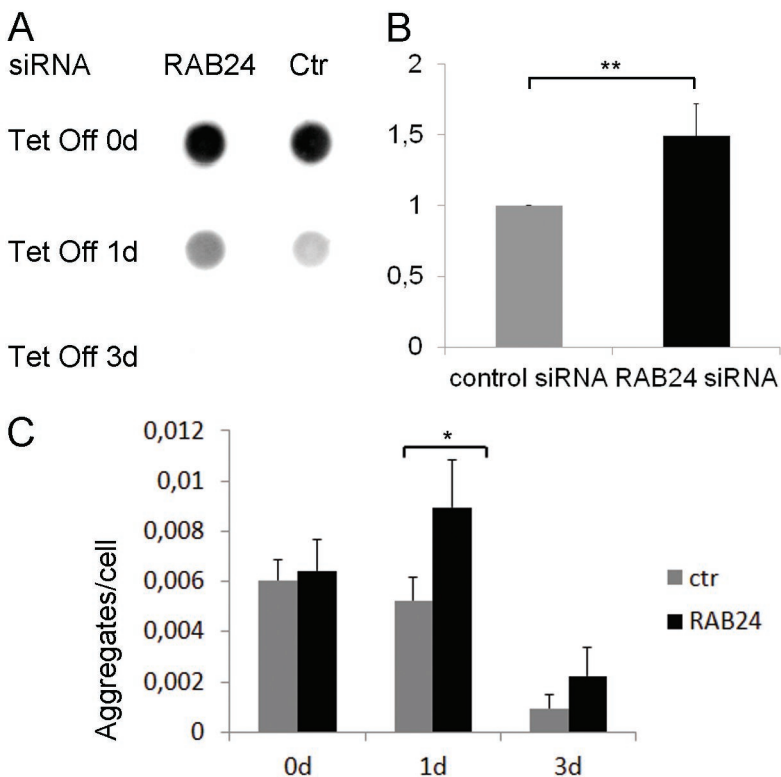 A
siRNA RAB24 Ctr
Tet Off 0d
Tet Off 1d
Tet Off 3d
B
**
2
1,5
1
0,5
0
control siRNA RAB24 siRNA
C
Aggregates/cell
0,012
0,01
0,008
0,006
0,004
0,002
0
*
0d 1d 3d
ctr
RAB24